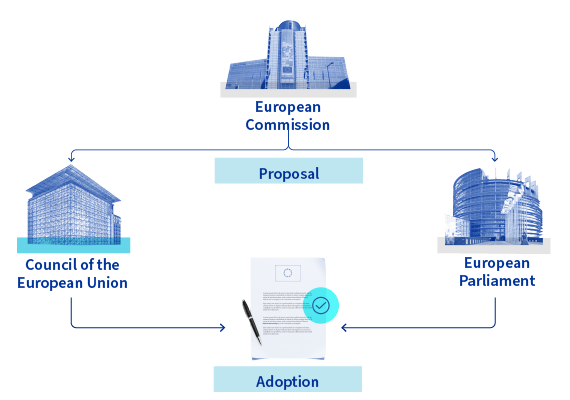 European
Commission
Proposal
Council of the
European Union
European
Parliament
Adoption